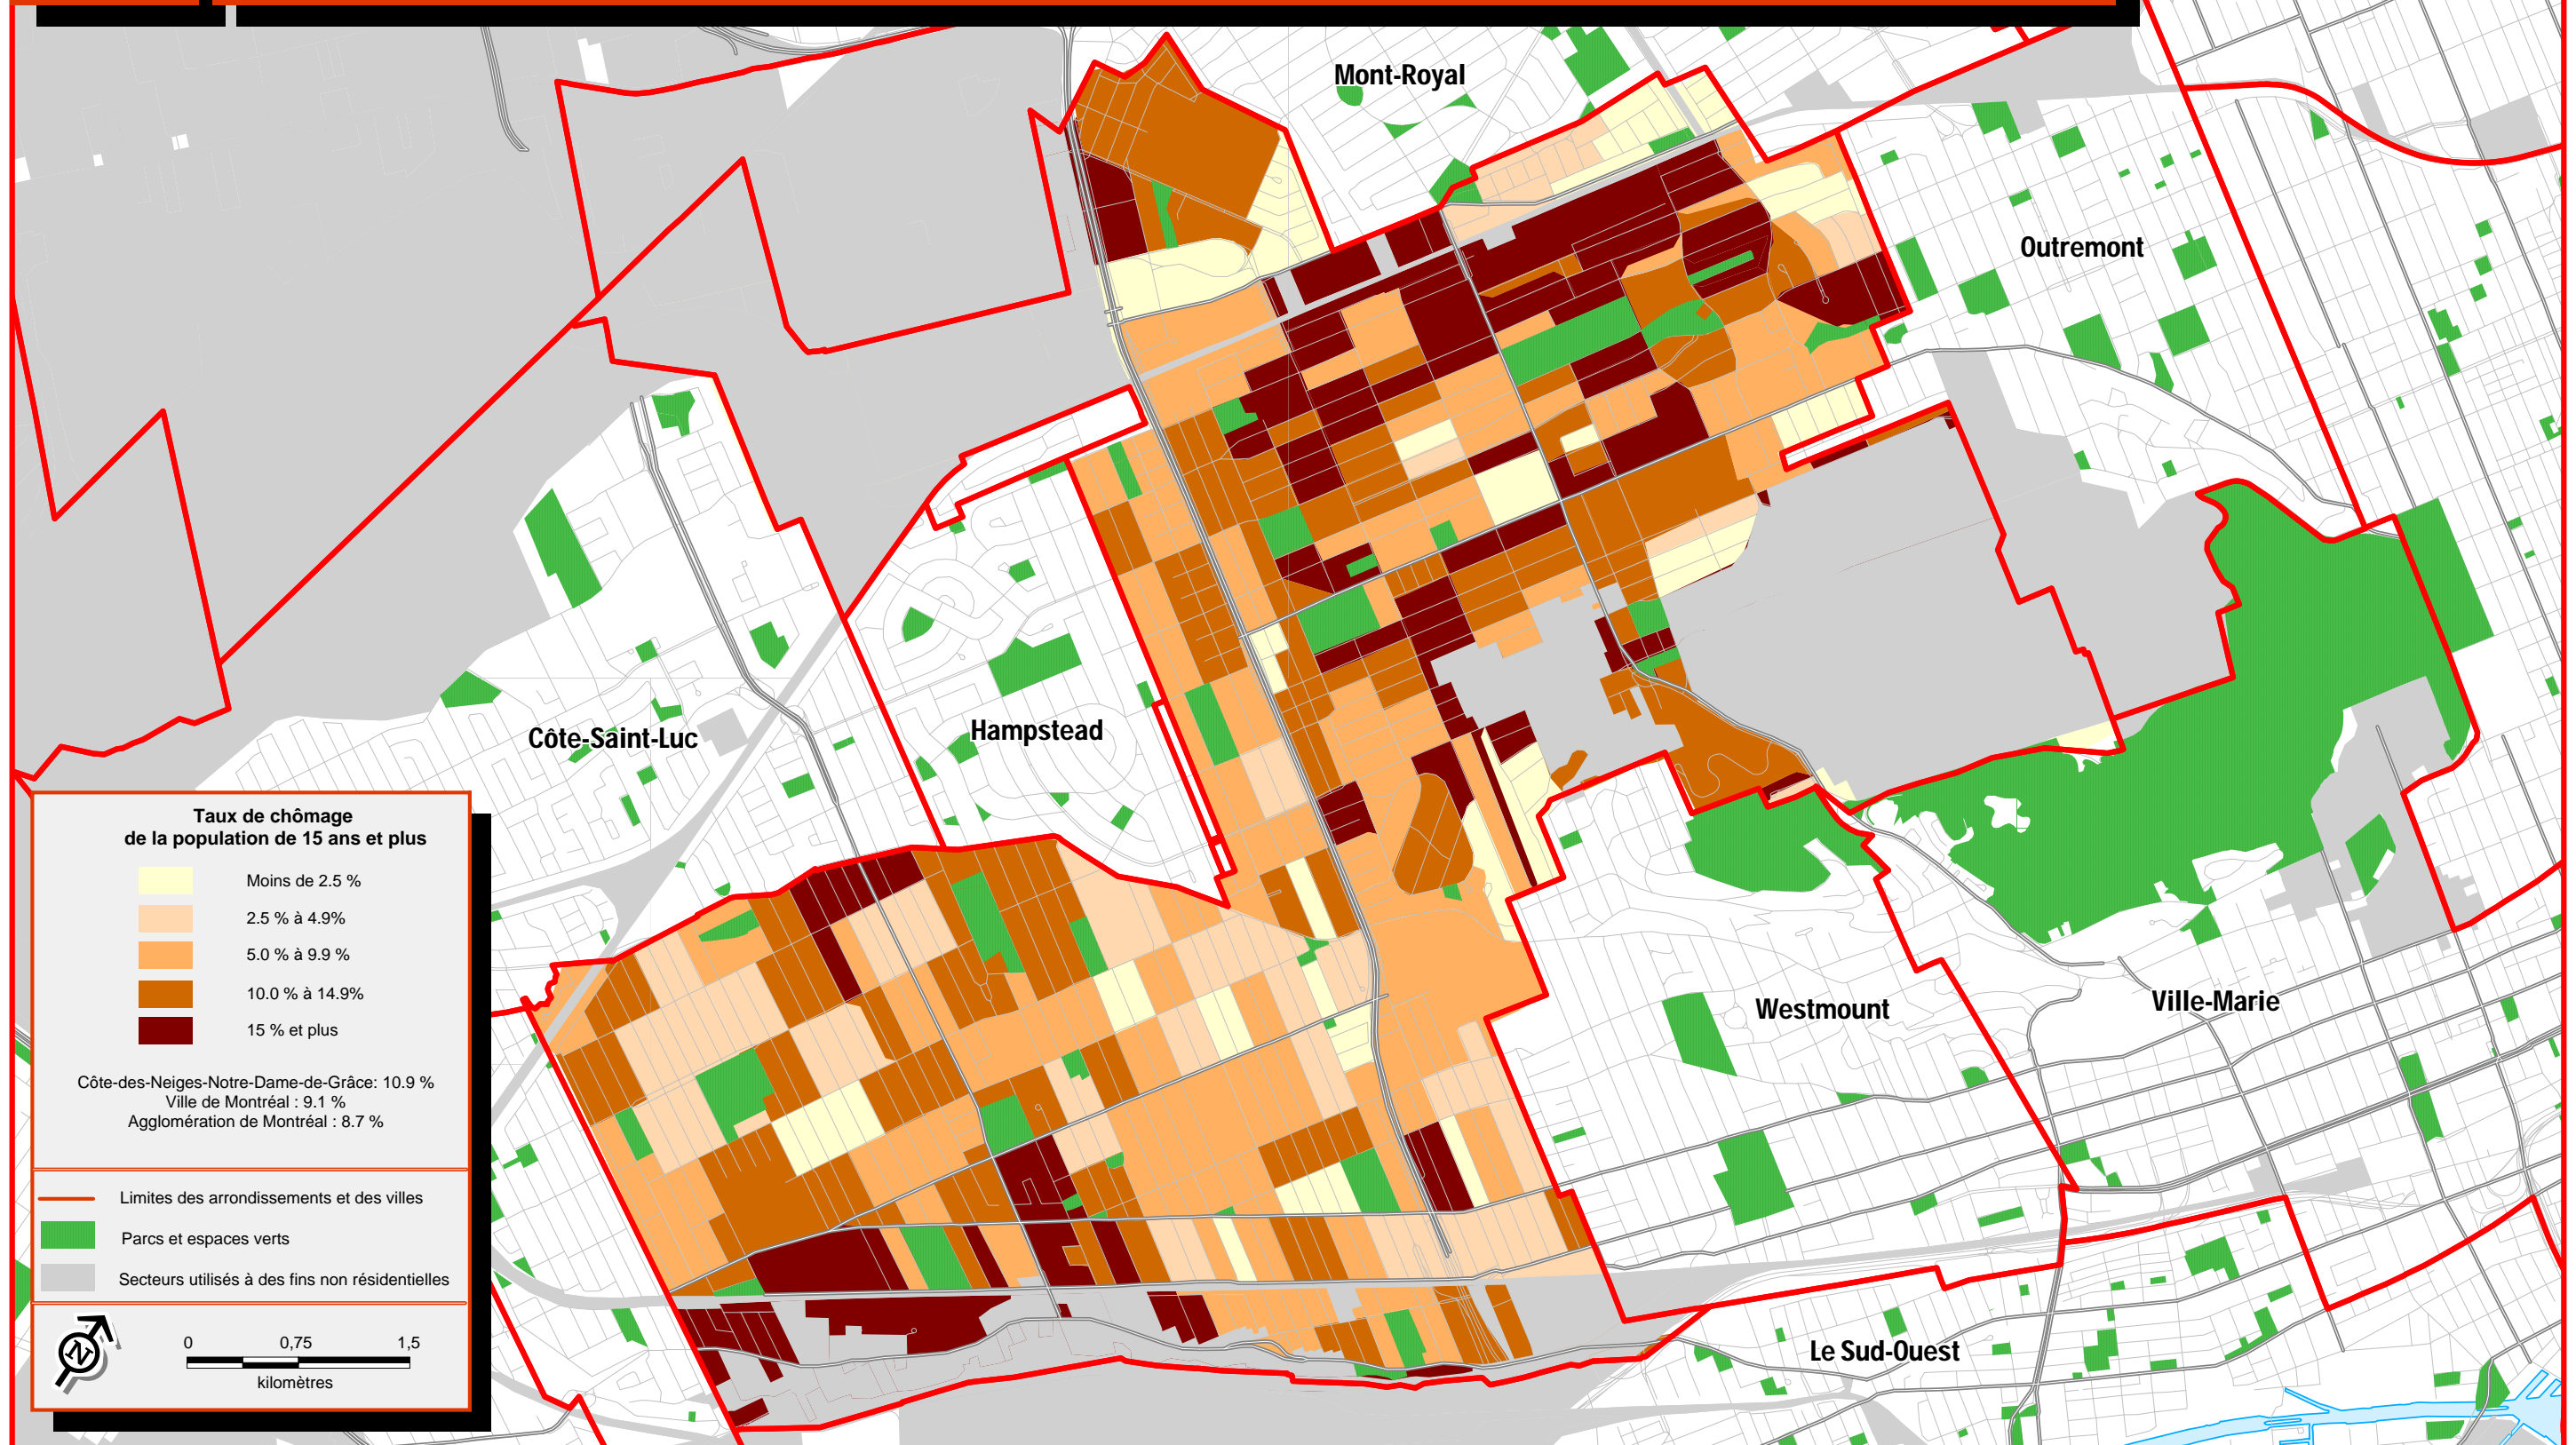 Mont-Royal
Outremont
Côte-Saint-Luc
Hampstead
Westmount
Ville-Marie
Le Sud-Ouest
Taux de chômage
de la population de 15 ans et plus
Moins de 2.5 %
2.5 % à 4.9%
5.0 % à 9.9 %
10.0 % à 14.9%
15 % et plus
Côte-des-Neiges-Notre-Dame-de-Grâce: 10.9 %
Ville de Montréal : 9.1 %
Agglomération de Montréal : 8.7 %
Limites des arrondissements et des villes
Parcs et espaces verts
Secteurs utilisés à des fins non résidentielles
N
0 0,75 1,5
kilomètres